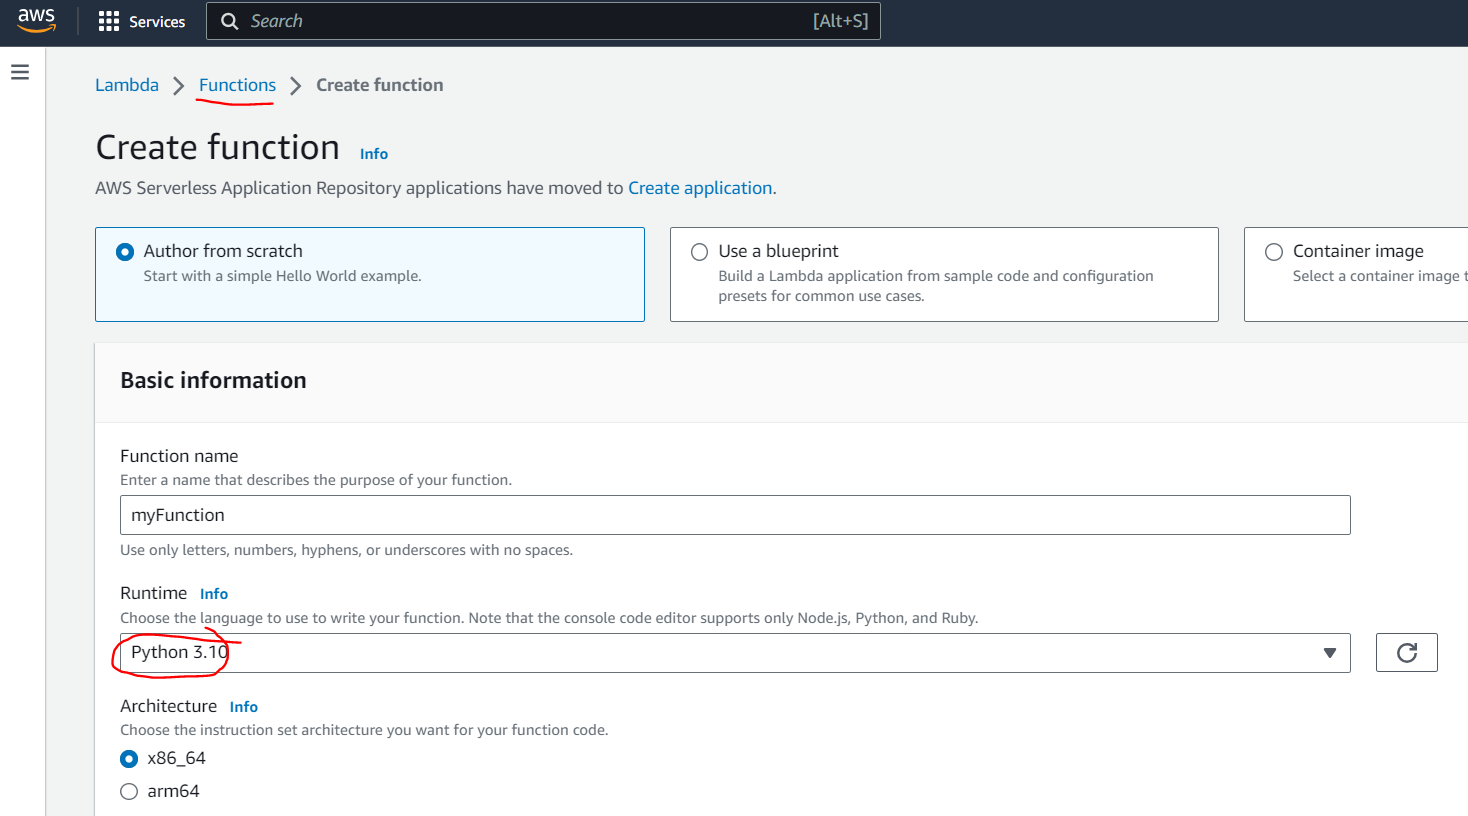 aws Services Search [Alt+S]
Lambda Functions Create function
Create function Info
AWS Serverless Application Repository applications have moved to Create application.
Author from scratch
Start with a simple Hello World example.
Use a blueprint
Build a Lambda application from sample code and configuration
presets for common use cases.
Container image
Select a container image t
Basic information
Function name
Enter a name that describes the purpose of your function.
myFunction
Use only letters, numbers, hyphens, or underscores with no spaces.
Runtime Info
Choose the language to use to write your function. Note that the console code editor supports only Node.js, Python, and Ruby.
Python 3.10
Architecture Info
Choose the instruction set architecture you want for your function code.
x86_64
arm64